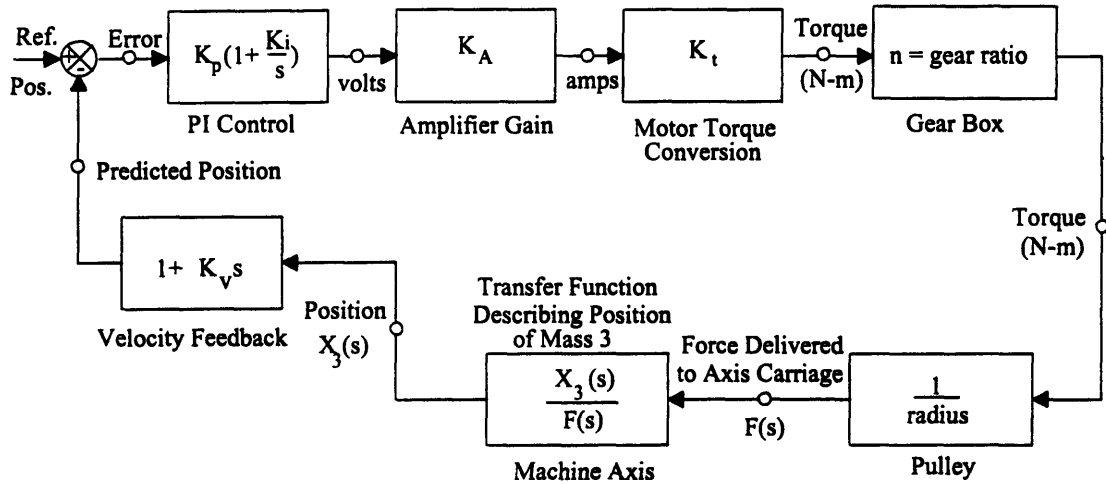 Ref.
Pos.
+
-
Error
K_p(1+ K_i/s)
PI Control
volts
K_A
Amplifier Gain
amps
K_t
Motor Torque
Conversion
Torque
(N-m)
n = gear ratio
Gear Box
Torque
(N-m)
1/radius
Pulley
Force Delivered
to Axis Carriage
F(s)
Transfer Function
Describing Position
of Mass 3
X_3(s)/F(s)
Machine Axis
Position
X_3(s)
1+ K_v s
Velocity Feedback
Predicted Position